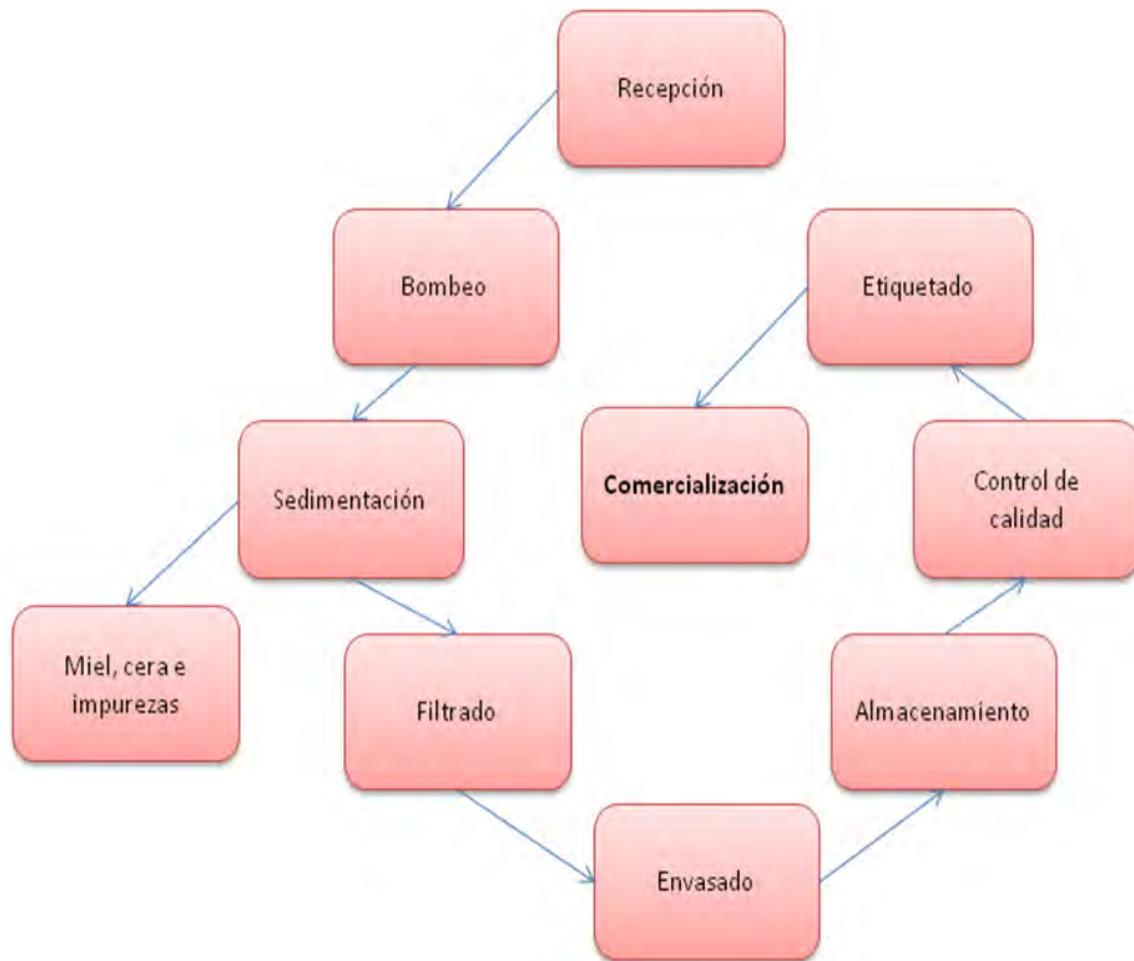 Recepción
Bombeo
Etiquetado
Sedimentación
Comercialización
Control de
calidad
Miel, cera e
impurezas
Filtrado
Almacenamiento
Envasado